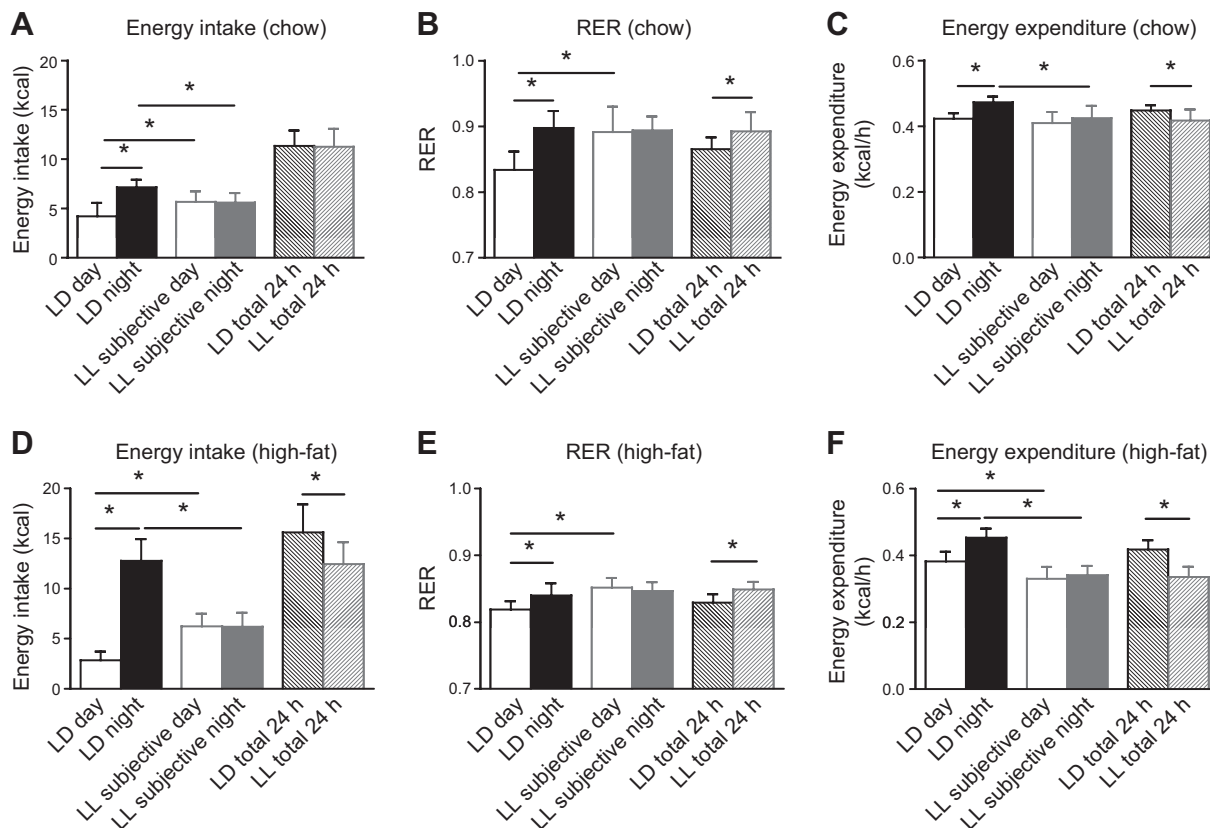 A
Energy intake (chow)
Energy intake (kcal)
20
15
10
5
0
*
*
*
LD day
LD night
LL subjective day
LL subjective night
LD total 24 h
LL total 24 h
B
RER (chow)
RER
1.0
0.9
0.8
0.7
*
*
*
LD day
LD night
LL subjective day
LL subjective night
LD total 24 h
LL total 24 h
C
Energy expenditure (chow)
Energy expenditure
(kcal/h)
0.6
0.4
0.2
0.0
*
*
*
LD day
LD night
LL subjective day
LL subjective night
LD total 24 h
LL total 24 h
D
Energy intake (high-fat)
Energy intake (kcal)
20
15
10
5
0
*
*
*
*
LD day
LD night
LL subjective day
LL subjective night
LD total 24 h
LL total 24 h
E
RER (high-fat)
RER
1.0
0.9
0.8
0.7
*
*
*
LD day
LD night
LL subjective day
LL subjective night
LD total 24 h
LL total 24 h
F
Energy expenditure (high-fat)
Energy expenditure
(kcal/h)
0.6
0.4
0.2
0.0
*
*
*
*
LD day
LD night
LL subjective day
LL subjective night
LD total 24 h
LL total 24 h